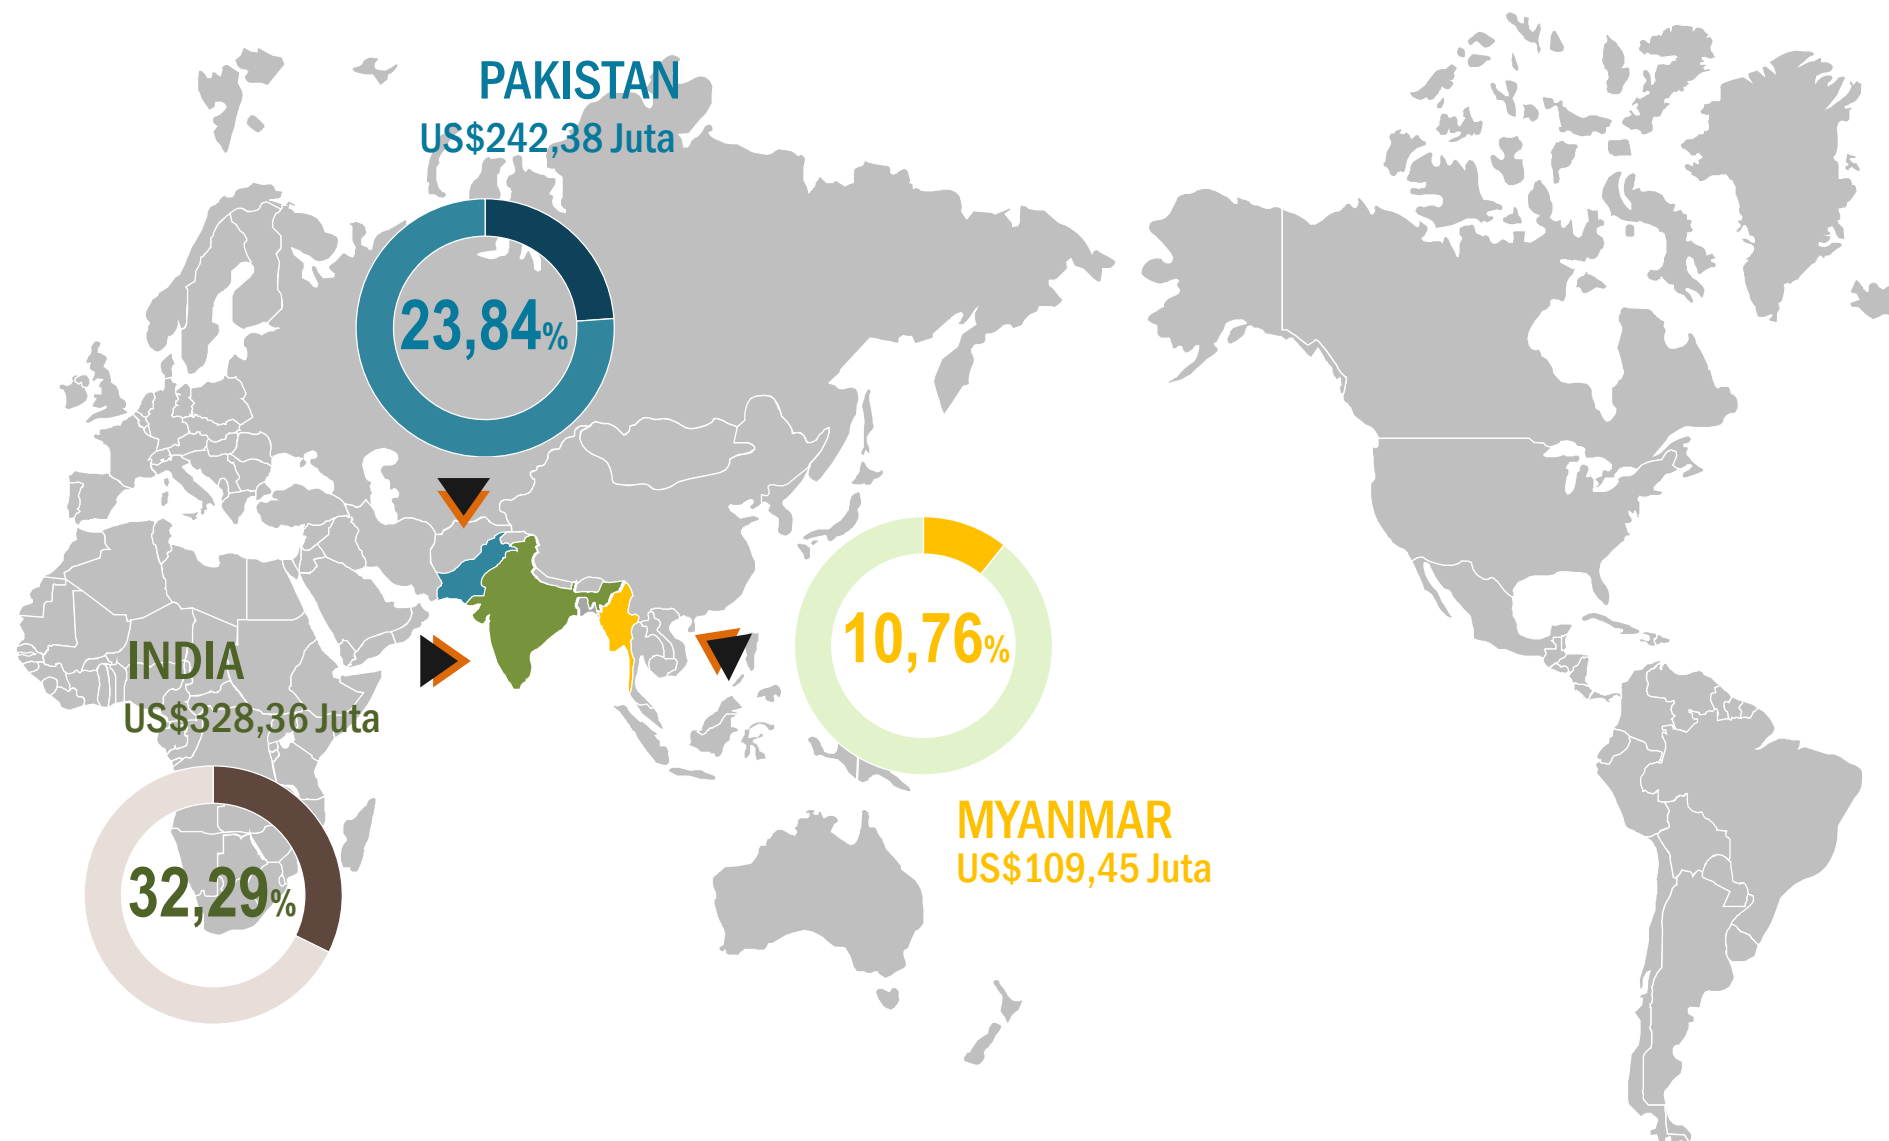 PAKISTAN
US$242,38 Juta
23,84%
10,76%
INDIA
US$328,36 Juta
MYANMAR
US$109,45 Juta
32,29%